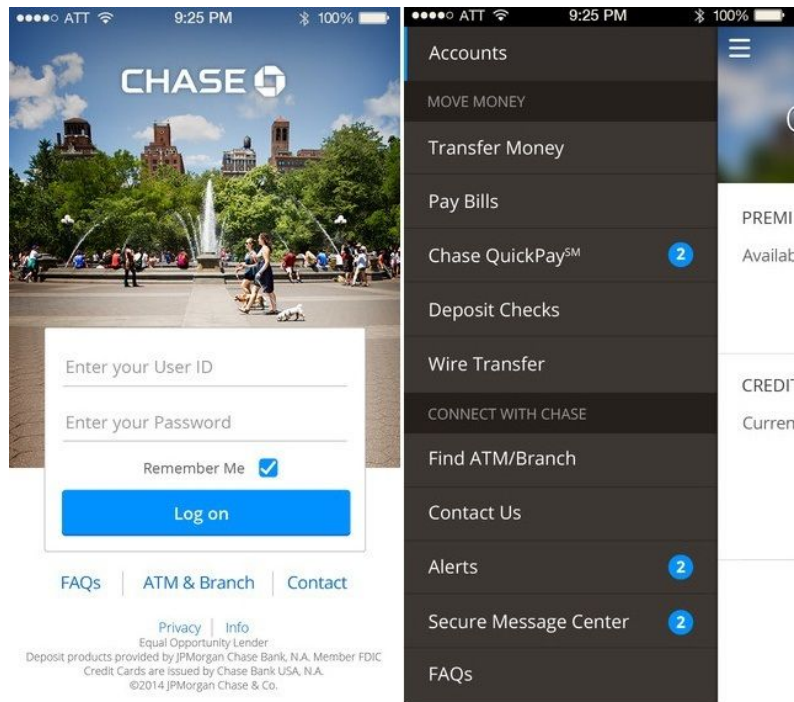 ●●●●○ ATT 9:25 PM 100%
CHASE
Enter your User ID
Enter your Password
Remember Me
Log on
FAQs ATM & Branch Contact
Privacy Info
Equal Opportunity Lender
Deposit products provided by JPMorgan Chase Bank, N.A. Member FDIC
Credit Cards are issued by Chase Bank USA, N.A.
©2014 JPMorgan Chase & Co.
●●●●○ ATT 9:25 PM 100%
Accounts
MOVE MONEY
Transfer Money
Pay Bills
Chase QuickPay℠ 2
Deposit Checks
Wire Transfer
CONNECT WITH CHASE
Find ATM/Branch
Contact Us
Alerts 2
Secure Message Center 2
FAQs
PREMI
Availab
CREDIT
Curren